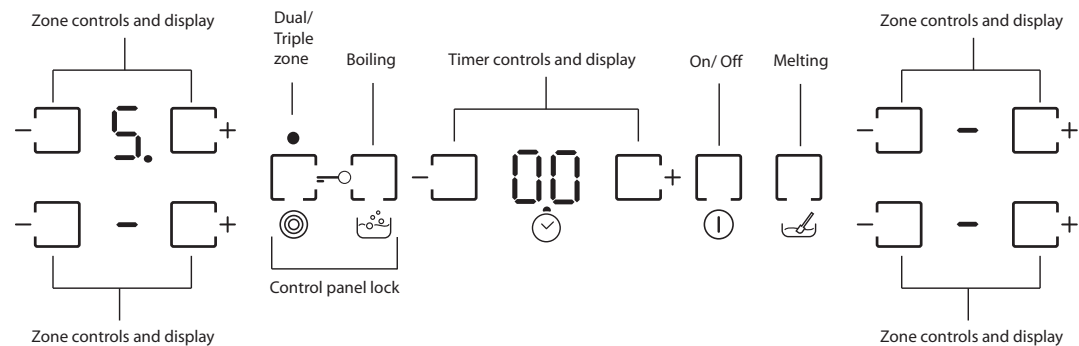 Zone controls and display
Dual/
Triple
zone
Boiling
Timer controls and display
On/ Off
Melting
Zone controls and display
- 5. +
- 00 +
- - +
- - +
- - +
Control panel lock
Zone controls and display
Zone controls and display